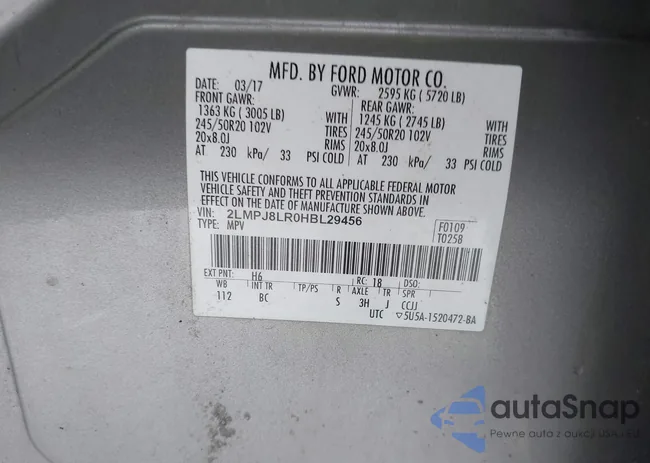 MFD. BY FORD MOTOR CO.
DATE: 03/17 GVWR: 2595 KG ( 5720 LB)
FRONT GAWR: REAR GAWR:
1363 KG ( 3005 LB) WITH 1245 KG ( 2745 LB) WITH
245/50R20 102V TIRES 245/50R20 102V TIRES
20x8.0J RIMS 20x8.0J RIMS
AT 230 kPa/ 33 PSI COLD AT 230 kPa/ 33 PSI COLD
THIS VEHICLE CONFORMS TO ALL APPLICABLE FEDERAL MOTOR
VEHICLE SAFETY AND THEFT PREVENTION STANDARDS IN
EFFECT ON THE DATE OF MANUFACTURE SHOWN ABOVE.
VIN: 2LMPJ8LR0HBL29456 F0109
TYPE: MPV T0258
EXT PNT: H6 RC: 18 DSO:
WB INT TR TP/PS R AXLE TR SPR
112 BC S 3H J CCJJ
UTC ▽5U5A-1520472-BA
autoSnap
Pewne auto z aukcji